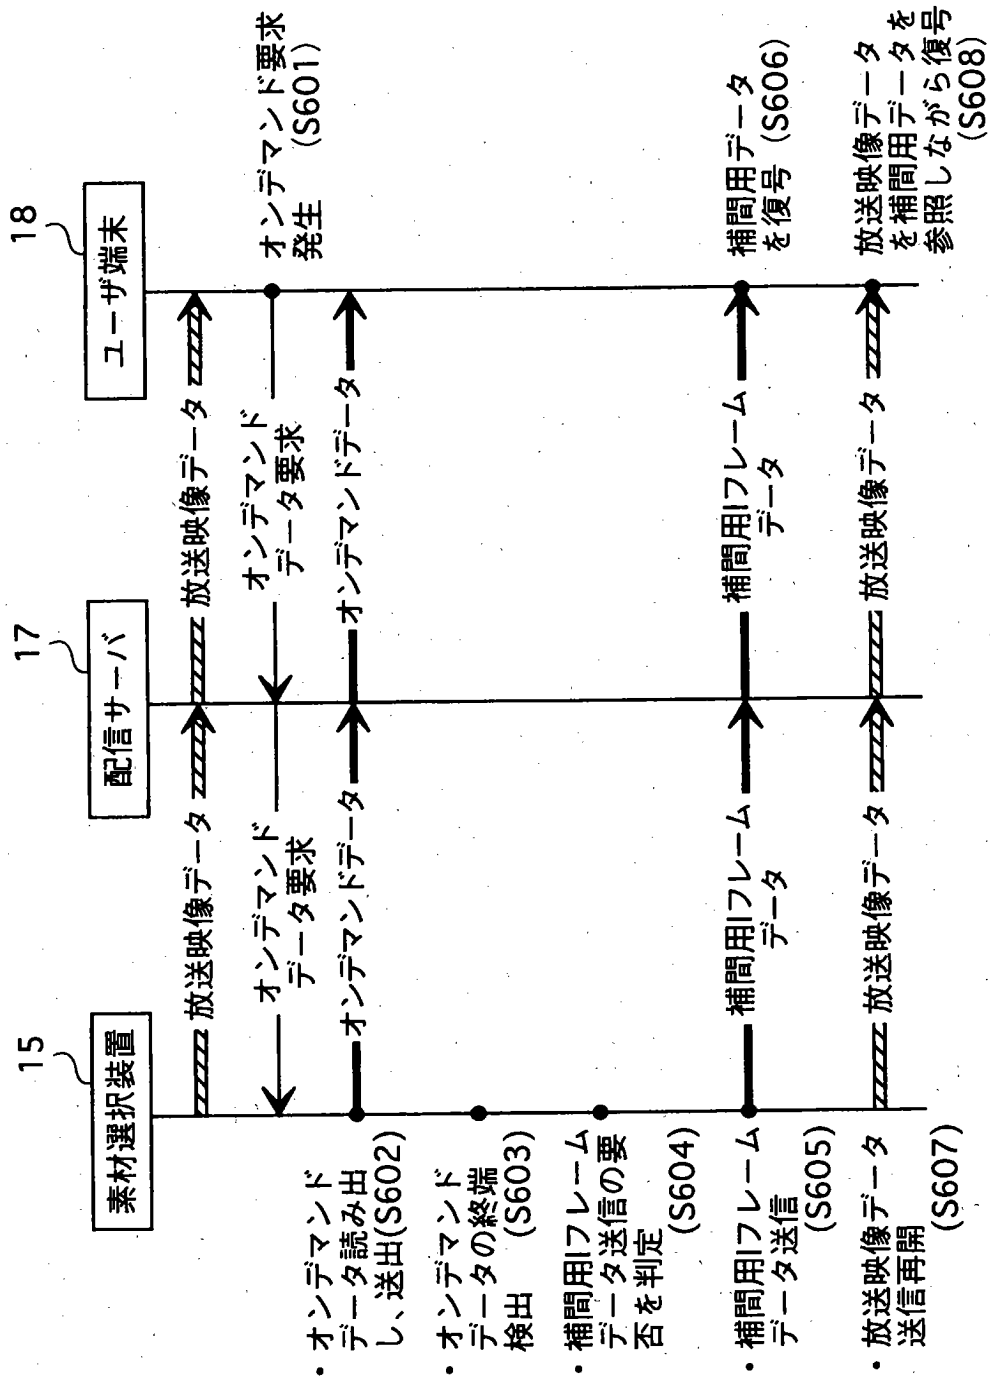 15
17
18
素材選択装置
配信サーバ
ユーザ端末
放送映像データ
放送映像データ
オンデマンド要求
発生 (S601)
オンデマンド
データ要求
オンデマンド
データ要求
・オンデマンド
データ読み出
し、送出(S602)
オンデマンドデータ
オンデマンドデータ
・オンデマンド
データの終端
検出 (S603)
・補間用Iフレーム
データ送信の要
否を判定
(S604)
・補間用Iフレーム
データ送信
(S605)
補間用Iフレーム
データ
補間用Iフレーム
データ
補間用データ
を復号 (S606)
・放送映像データ
送信再開
(S607)
放送映像データ
放送映像データ
放送映像データ
を補間用データを
参照しながら復号
(S608)